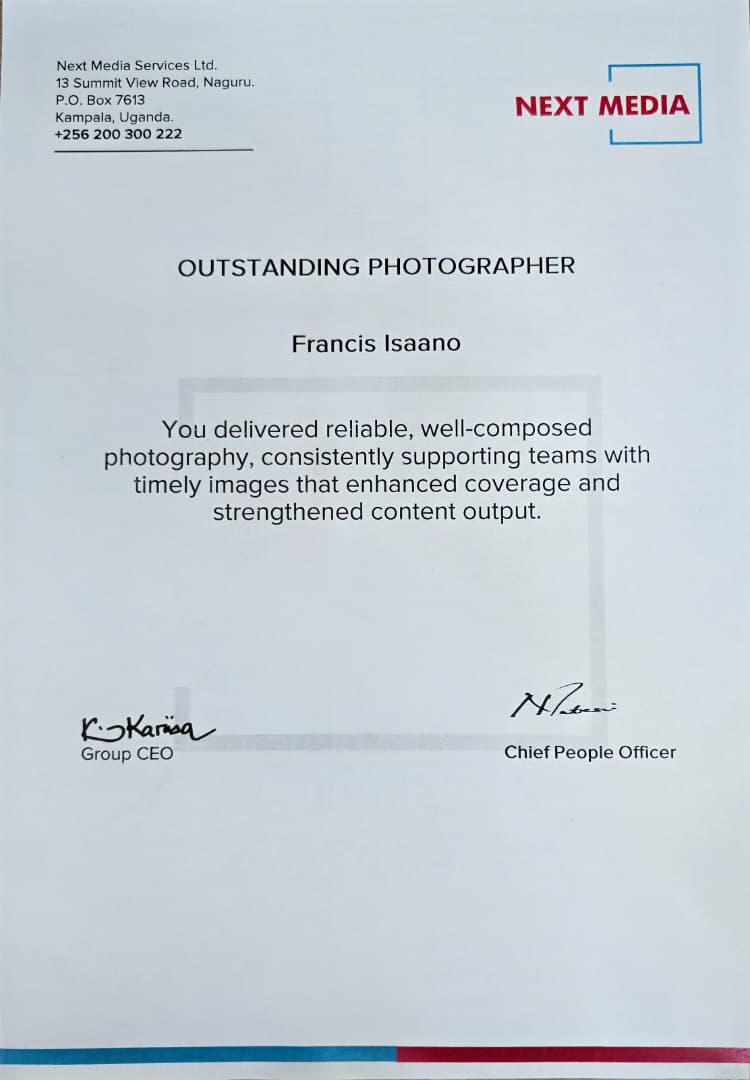 Next Media Services Ltd.
13 Summit View Road, Naguru.
P.O. Box 7613
Kampala, Uganda.
+256 200 300 222
NEXT MEDIA
OUTSTANDING PHOTOGRAPHER
Francis Isaano
You delivered reliable, well-composed
photography, consistently supporting teams with
timely images that enhanced coverage and
strengthened content output.
Group CEO
Chief People Officer